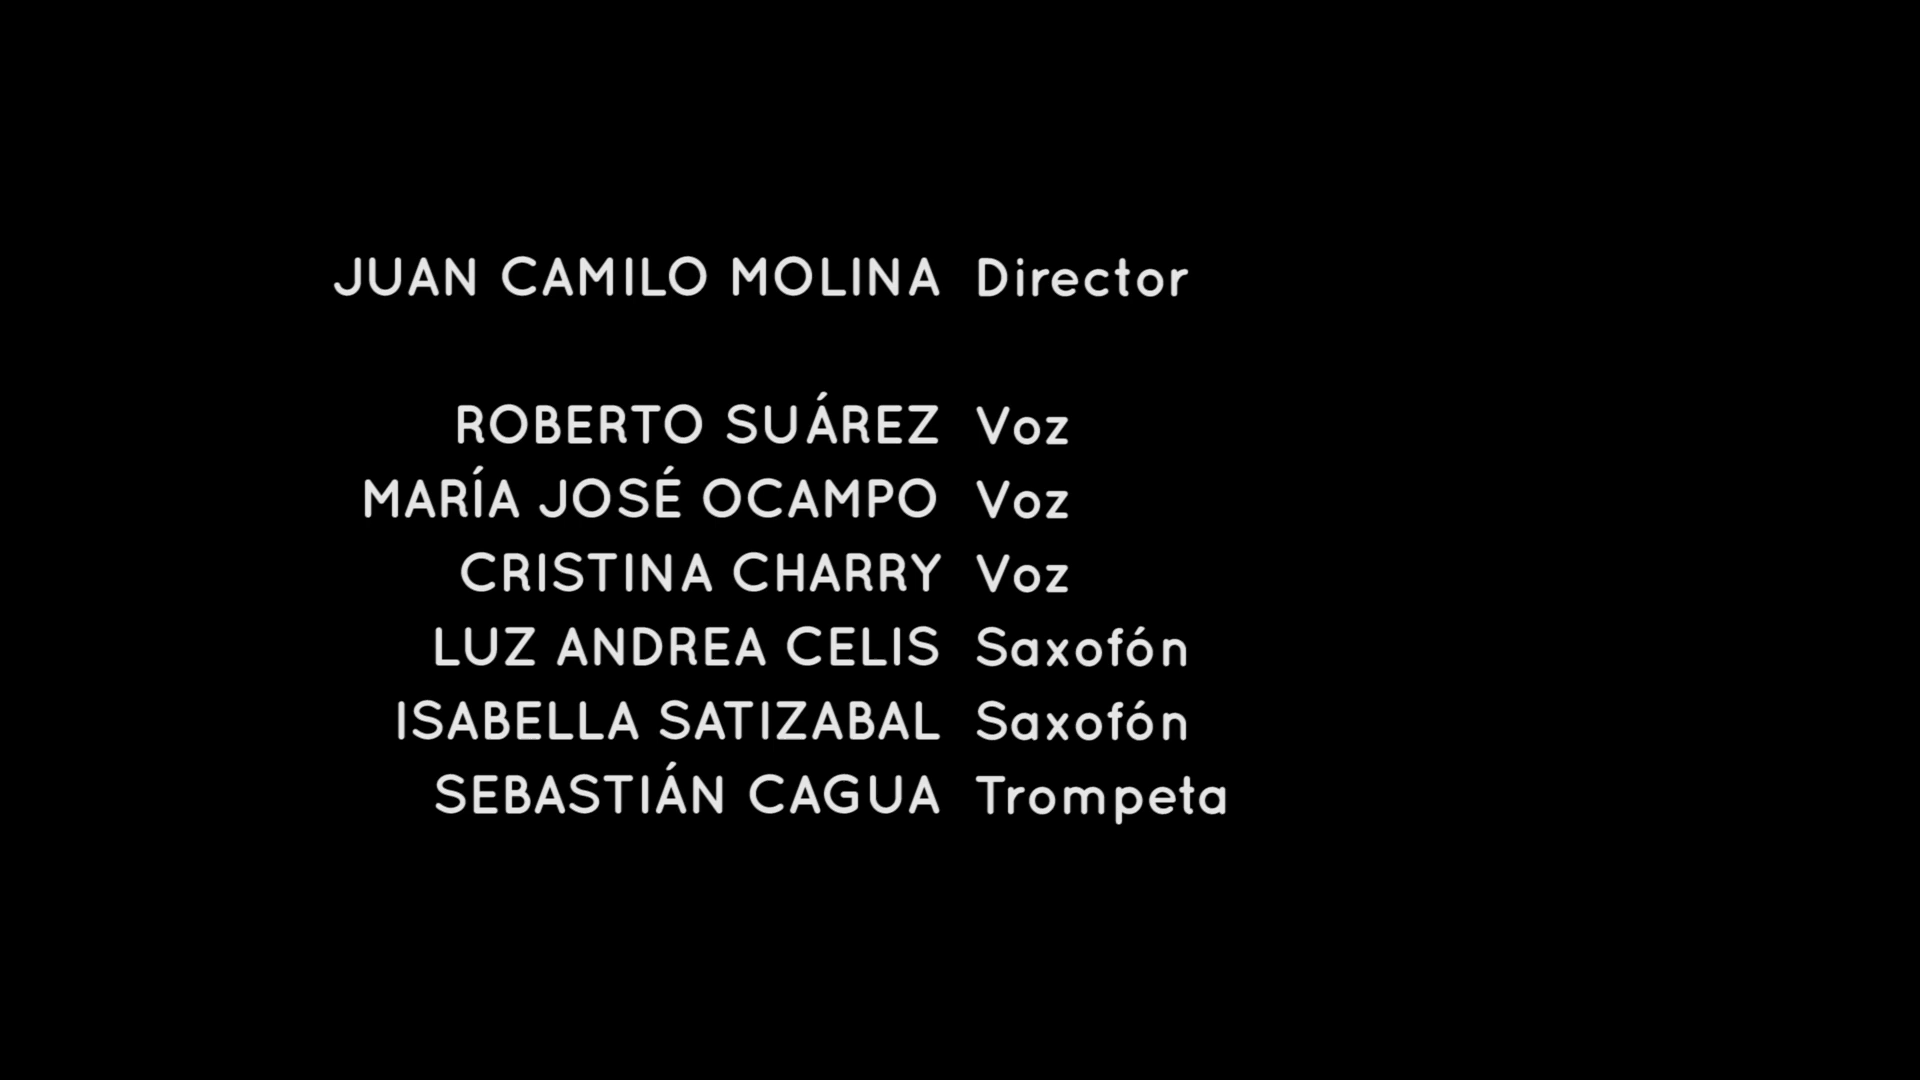 JUAN CAMILO MOLINA Director
ROBERTO SUÁREZ Voz
MARÍA JOSÉ OCAMPO Voz
CRISTINA CHARRY Voz
LUZ ANDREA CELIS Saxofón
ISABELLA SATIZABAL Saxofón
SEBASTIÁN CAGUA Trompeta